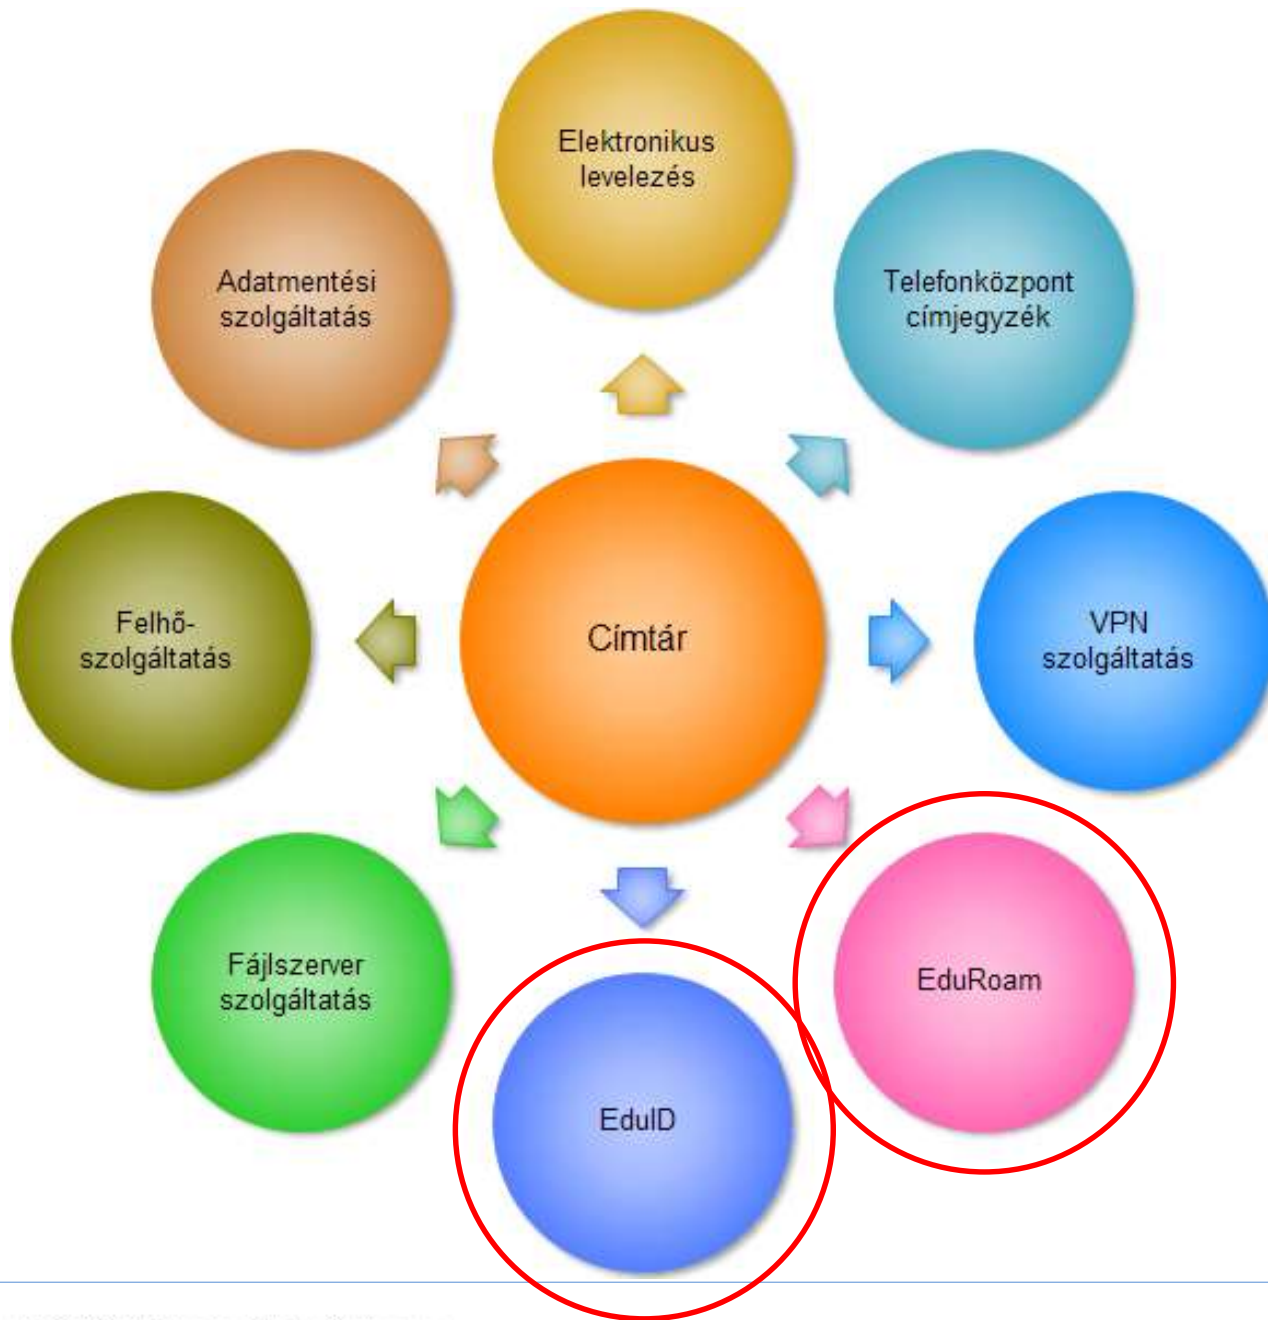 Elektronikus
levelezés
Adatmentési
szolgáltatás
Telefonközpont
címjegyzék
Felhő-
szolgáltatás
Címtár
VPN
szolgáltatás
Fájlszerver
szolgáltatás
EduRoam
EduID